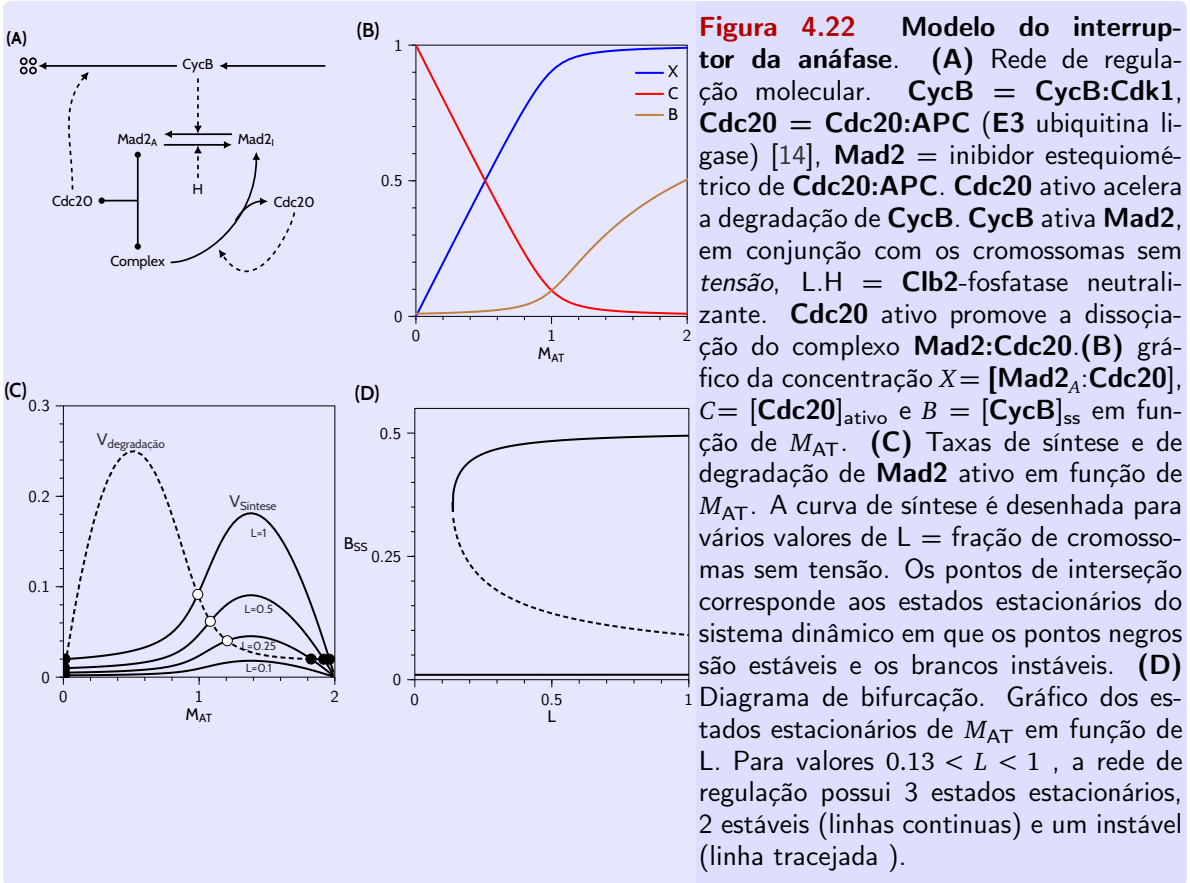 (A)
CycB
Mad2A
Mad2I
H
Cdc20
Cdc20
Complex
(B)
1
0.5
0
X
C
B
0
1
2
MAT
(C)
0.3
0.2
0.1
0
Vdegradação
VSíntese
L=1
L=0.5
L=0.25
L=0.1
0
1
2
MAT
(D)
0.5
0.25
0
BSS
0
0.5
1
L
Figura 4.22 Modelo do interrup-
tor da anáfase. (A) Rede de regula-
ção molecular. CycB = CycB:Cdk1,
Cdc20 = Cdc20:APC (E3 ubiquitina li-
gase) [14], Mad2 = inibidor estequiomé-
trico de Cdc20:APC. Cdc20 ativo acelera
a degradação de CycB. CycB ativa Mad2,
em conjunção com os cromossomas sem
tensão, L.H = Clb2-fosfatase neutrali-
zante. Cdc20 ativo promove a dissoçia-
ção do complexo Mad2:Cdc20.(B) grá-
fico da concentração X= [Mad2A:Cdc20],
C= [Cdc20]ativo e B = [CycB]ss em fun-
ção de MAT. (C) Taxas de síntese e de
degradação de Mad2 ativo em função de
MAT. A curva de síntese é desenhada para
vários valores de L = fração de cromosso-
mas sem tensão. Os pontos de interseção
corresponde aos estados estacionários do
sistema dinâmico em que os pontos negros
são estáveis e os brancos instáveis. (D)
Diagrama de bifurcação. Gráfico dos es-
tados estacionários de MAT em função de
L. Para valores 0.13 < L < 1 , a rede de
regulação possui 3 estados estacionários,
2 estáveis (linhas continuas) e um instável
(linha tracejada ).